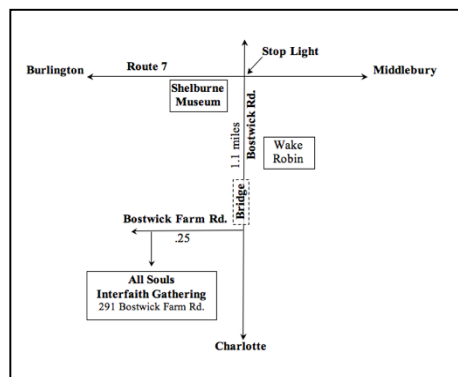 Stop Light
Burlington
Route 7
Middlebury
Shelburne
Museum
Bostwick Rd.
1.1 miles
Wake
Robin
Bridge
Bostwick Farm Rd.
.25
All Souls
Interfaith Gathering
291 Bostwick Farm Rd.
Charlotte